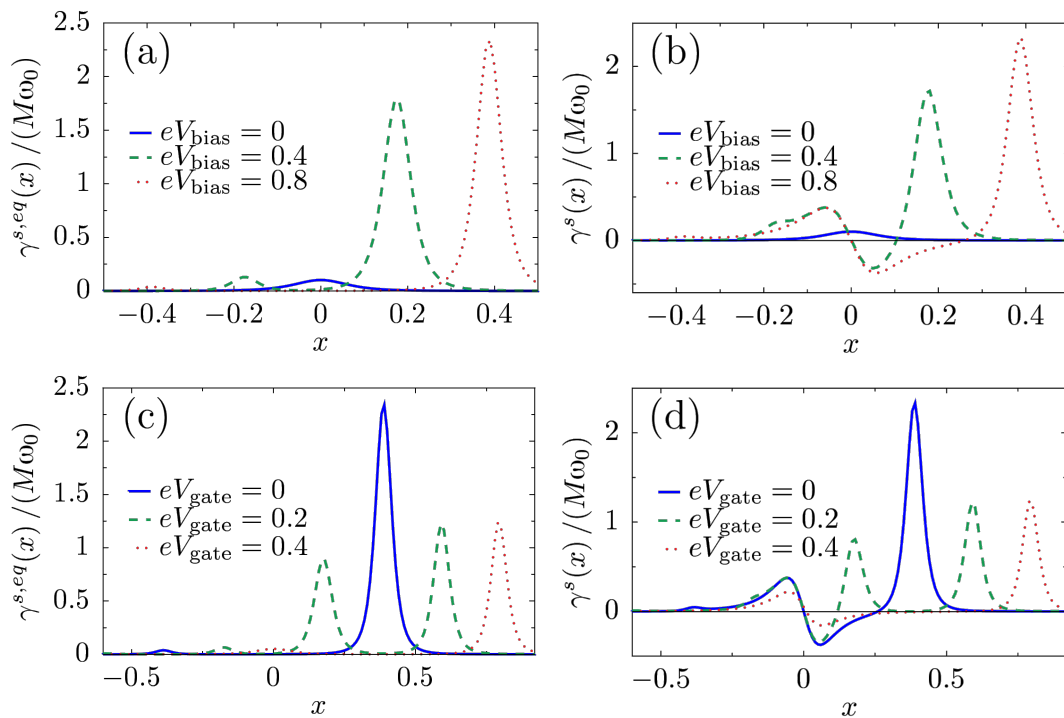 (a)
γ^{s,eq}(x)/(Mω₀)
2.5
2
1.5
1
0.5
0
eV_bias = 0
eV_bias = 0.4
eV_bias = 0.8
−0.4 −0.2 0 0.2 0.4
x
(b)
γ^s(x)/(Mω₀)
2
1
0
eV_bias = 0
eV_bias = 0.4
eV_bias = 0.8
−0.4 −0.2 0 0.2 0.4
x
(c)
γ^{s,eq}(x)/(Mω₀)
2.5
2
1.5
1
0.5
0
eV_gate = 0
eV_gate = 0.2
eV_gate = 0.4
−0.5 0 0.5
x
(d)
γ^s(x)/(Mω₀)
2
1
0
eV_gate = 0
eV_gate = 0.2
eV_gate = 0.4
−0.5 0 0.5
x